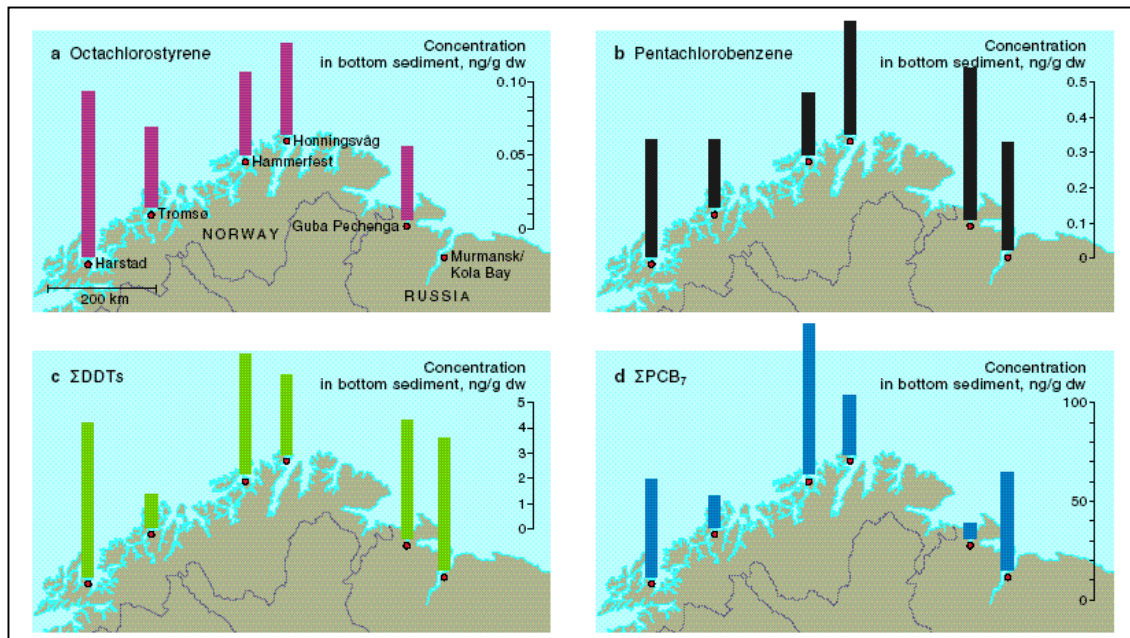 a Octachlorostyrene
Concentration
in bottom sediment, ng/g dw
0.10
0.05
0
Honningsvåg
Hammerfest
Tromsø
NORWAY
Guba Pechenga
Harstad
Murmansk/
Kola Bay
200 km
RUSSIA
b Pentachlorobenzene
Concentration
in bottom sediment, ng/g dw
0.5
0.4
0.3
0.2
0.1
0
c ΣDDTs
Concentration
in bottom sediment, ng/g dw
5
4
3
2
1
0
d ΣPCB₇
Concentration
in bottom sediment, ng/g dw
100
50
0